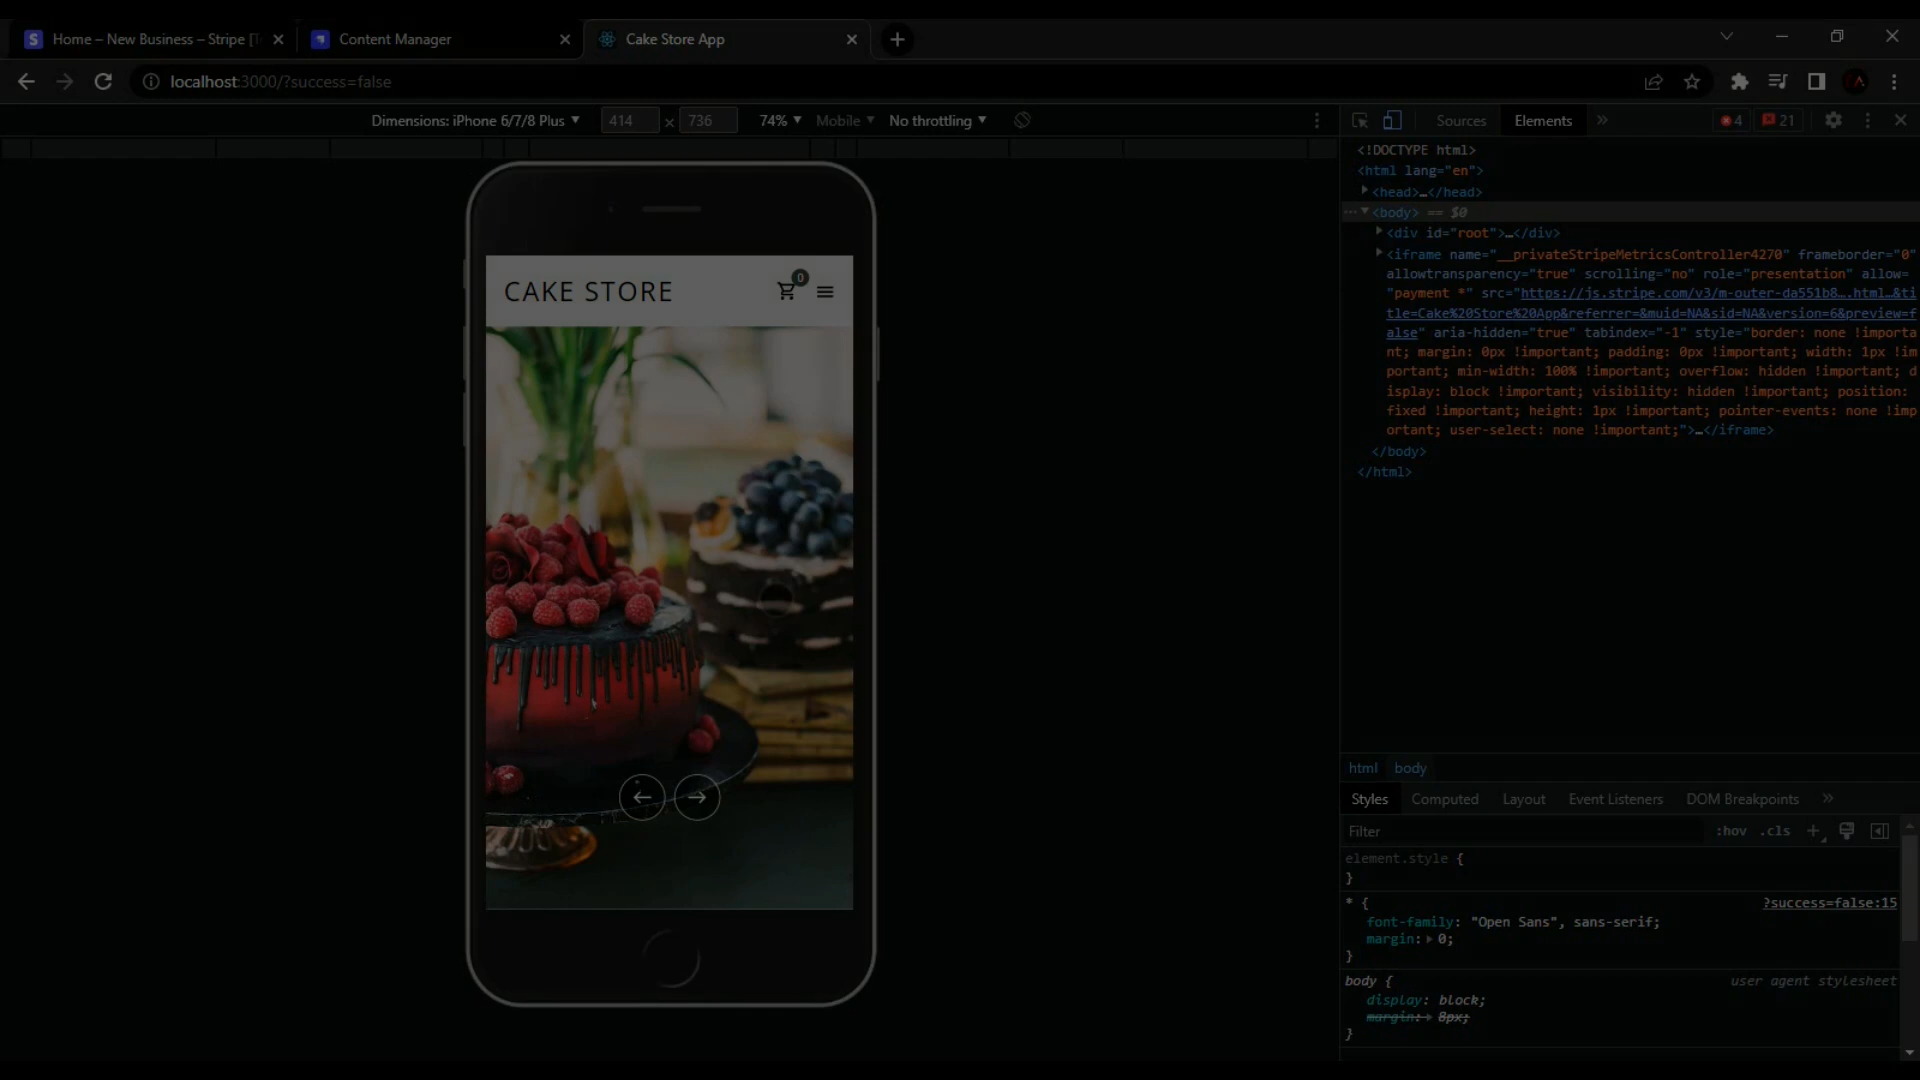 Home – New Business – Stripe [T
Content Manager
Cake Store App
localhost:3000/?success=false
Dimensions: iPhone 6/7/8 Plus
414 x 736
74%
Mobile
No throttling
Sources
Elements
4
21
<!DOCTYPE html>
<html lang="en">
<head>…</head>
<body> == $0
<div id="root">…</div>
<iframe name="__privateStripeMetricsController4270" frameborder="0"
allowtransparency="true" scrolling="no" role="presentation" allow=
"payment *" src="https://js.stripe.com/v3/m-outer-da551b8….html…&ti
tle=Cake%20Store%20App&referrer=&muid=NA&sid=NA&version=6&preview=f
alse" aria-hidden="true" tabindex="-1" style="border: none !importa
nt; margin: 0px !important; padding: 0px !important; width: 1px !im
portant; min-width: 100% !important; overflow: hidden !important; d
isplay: block !important; visibility: hidden !important; position:
fixed !important; height: 1px !important; pointer-events: none !imp
ortant; user-select: none !important;">…</iframe>
</body>
</html>
CAKE STORE
0
html
body
Styles
Computed
Layout
Event Listeners
DOM Breakpoints
Filter
:hov
.cls
element.style {
}
* {
?success=false:15
font-family: "Open Sans", sans-serif;
margin: 0;
}
body {
user agent stylesheet
display: block;
margin: 8px;
}